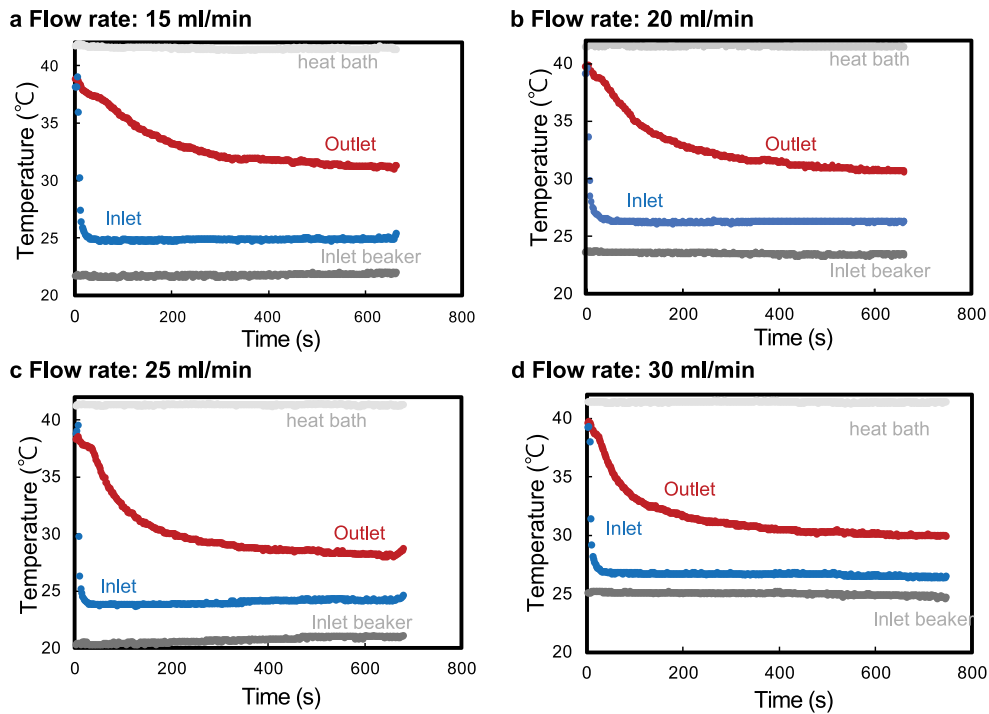 a Flow rate: 15 ml/min
Temperature (℃)
40
35
30
25
20
heat bath
Outlet
Inlet
Inlet beaker
0
200
400
600
800
Time (s)
b Flow rate: 20 ml/min
Temperature (℃)
40
35
30
25
20
heat bath
Outlet
Inlet
Inlet beaker
0
200
400
600
800
Time (s)
c Flow rate: 25 ml/min
Temperature (℃)
40
35
30
25
20
heat bath
Outlet
Inlet
Inlet beaker
0
200
400
600
800
Time (s)
d Flow rate: 30 ml/min
Temperature (℃)
40
35
30
25
20
heat bath
Outlet
Inlet
Inlet beaker
0
200
400
600
800
Time (s)